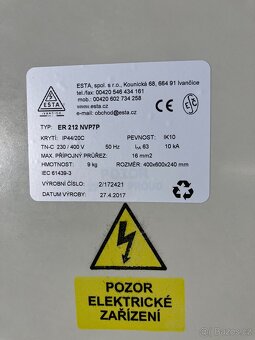 ESTA, spol. s r.o., Kounická 68, 664 91 Ivančice
tel./fax: 00420 546 434 161
mob: 00420 602 734 258
www.esta.cz
e-mail: obchod@esta.cz
ESTA
IVANČICE
CE
TYP: ER 212 NVP7P
KRYTÍ: IP44/20C PEVNOST: IK10
TN-C 230 / 400 V 50 Hz InA 63 10 kA
MAX. PŘÍPOJNÝ PRŮŘEZ: 16 mm2
HMOTNOST: 9 kg ROZMĚR: 400x600x240 mm
IEC 61439-3
VÝROBNÍ ČÍSLO: 2/172421
DATUM VÝROBY: 27.4.2017
POZOR
ELEKTRICKÉ
ZAŘÍZENÍ